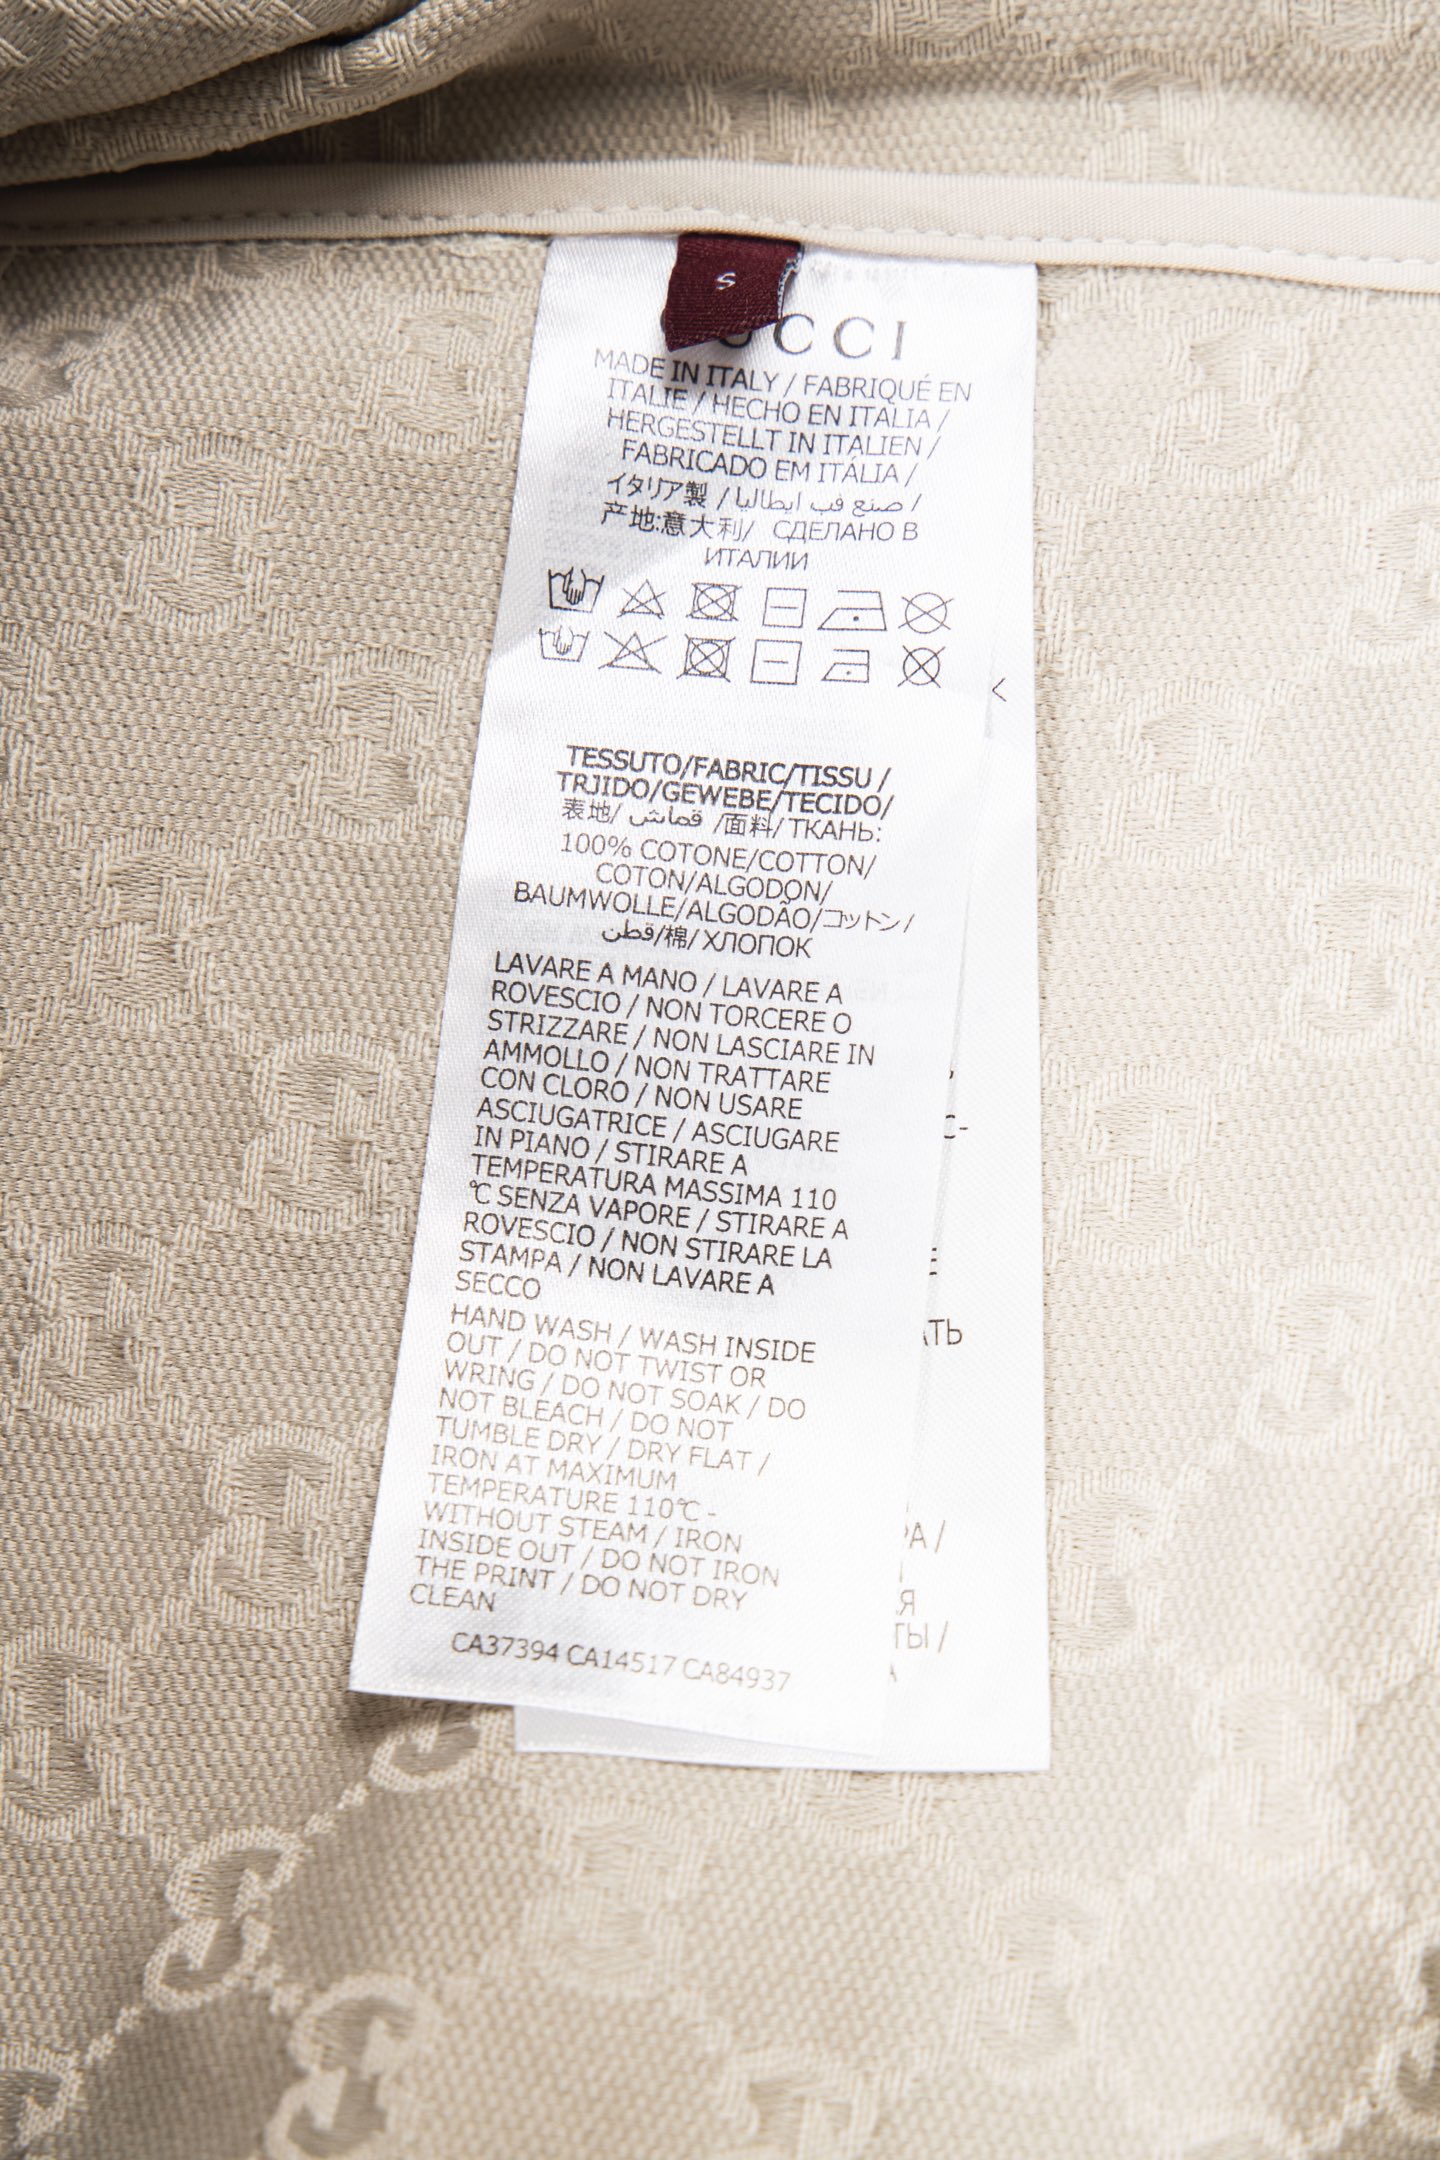 S
GUCCI
MADE IN ITALY / FABRIQUÉ EN
ITALIE / HECHO EN ITALIA /
HERGESTELLT IN ITALIEN /
FABRICADO EM ITÁLIA /
イタリア製 / صنع في ايطاليا /
产地:意大利/ СДЕЛАНО В
ИТАЛИИ
TESSUTO/FABRIC/TISSU /
TRJIDO/GEWEBE/TECIDO/
表地/ قماش /面料/ ТКАНЬ:
100% COTONE/COTTON/
COTON/ALGODON/
BAUMWOLLE/ALGODÃO/コットン/
قطن/棉/ ХЛОПОК
LAVARE A MANO / LAVARE A
ROVESCIO / NON TORCERE O
STRIZZARE / NON LASCIARE IN
AMMOLLO / NON TRATTARE
CON CLORO / NON USARE
ASCIUGATRICE / ASCIUGARE
IN PIANO / STIRARE A
TEMPERATURA MASSIMA 110
℃ SENZA VAPORE / STIRARE A
ROVESCIO / NON STIRARE LA
STAMPA / NON LAVARE A
SECCO
HAND WASH / WASH INSIDE
OUT / DO NOT TWIST OR
WRING / DO NOT SOAK / DO
NOT BLEACH / DO NOT
TUMBLE DRY / DRY FLAT /
IRON AT MAXIMUM
TEMPERATURE 110℃ -
WITHOUT STEAM / IRON
INSIDE OUT / DO NOT IRON
THE PRINT / DO NOT DRY
CLEAN
CA37394 CA14517 CA84937